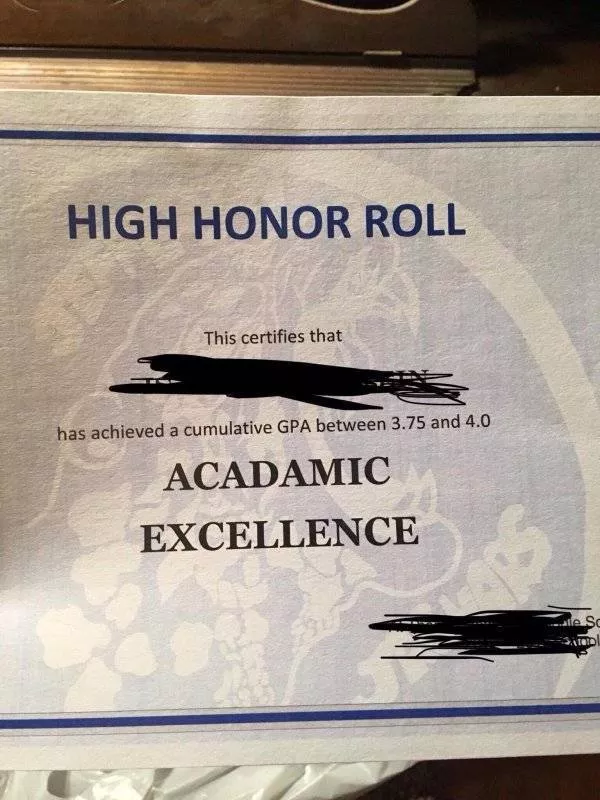 HIGH HONOR ROLL
This certifies that
has achieved a cumulative GPA between 3.75 and 4.0
ACADAMIC
EXCELLENCE